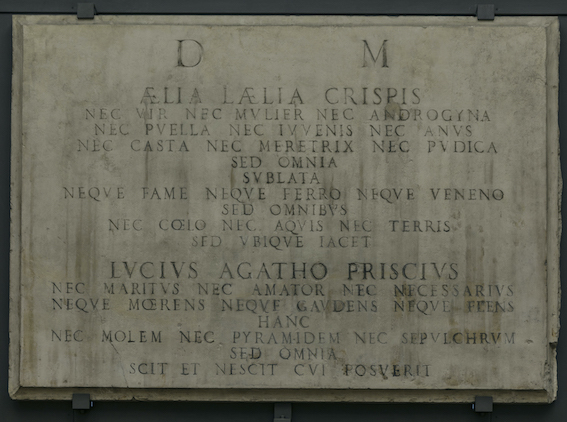 D M
ÆLIA LÆLIA CRISPIS
NEC VIR NEC MVLIER NEC ANDROGYNA
NEC PVELLA NEC IVVENIS NEC ANVS
NEC CASTA NEC MERETRIX NEC PVDICA
SED OMNIA
SVBLATA
NEQVE FAME NEQVE FERRO NEQVE VENENO
SED OMNIBVS
NEC CŒLO NEC AQVIS NEC TERRIS
SED VBIQVE IACET
LVCIVS AGATHO PRISCIVS
NEC MARITVS NEC AMATOR NEC NECESSARIVS
NEQVE MŒRENS NEQVE GAVDENS NEQVE FLENS
HANC
NEC MOLEM NEC PYRAMIDEM NEC SEPVLCHRVM
SED OMNIA
SCIT ET NESCIT CVI POSVERIT